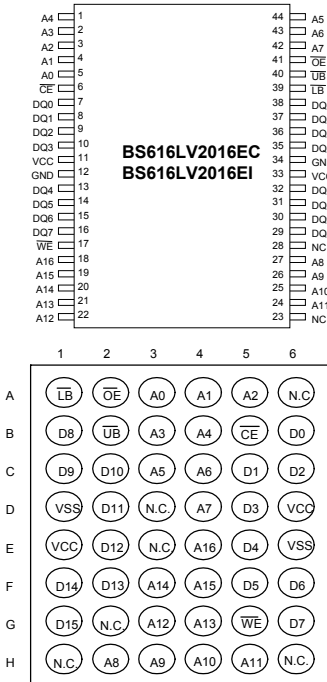 A4 1 44 A5
A3 2 43 A6
A2 3 42 A7
A1 4 41 OE
A0 5 40 UB
CE 6 39 LB
DQ0 7 38 DQ
DQ1 8 37 DQ
DQ2 9 36 DQ
DQ3 10 35 DQ
VCC 11 BS616LV2016EC 34 GN
GND 12 BS616LV2016EI 33 VC
DQ4 13 32 DQ
DQ5 14 31 DQ
DQ6 15 30 DQ
DQ7 16 29 DQ
WE 17 28 NC
A16 18 27 A8
A15 19 26 A9
A14 20 25 A10
A13 21 24 A11
A12 22 23 NC
1 2 3 4 5 6
A LB OE A0 A1 A2 N.C.
B D8 UB A3 A4 CE D0
C D9 D10 A5 A6 D1 D2
D VSS D11 N.C. A7 D3 VCC
E VCC D12 N.C. A16 D4 VSS
F D14 D13 A14 A15 D5 D6
G D15 N.C. A12 A13 WE D7
H N.C. A8 A9 A10 A11 N.C.